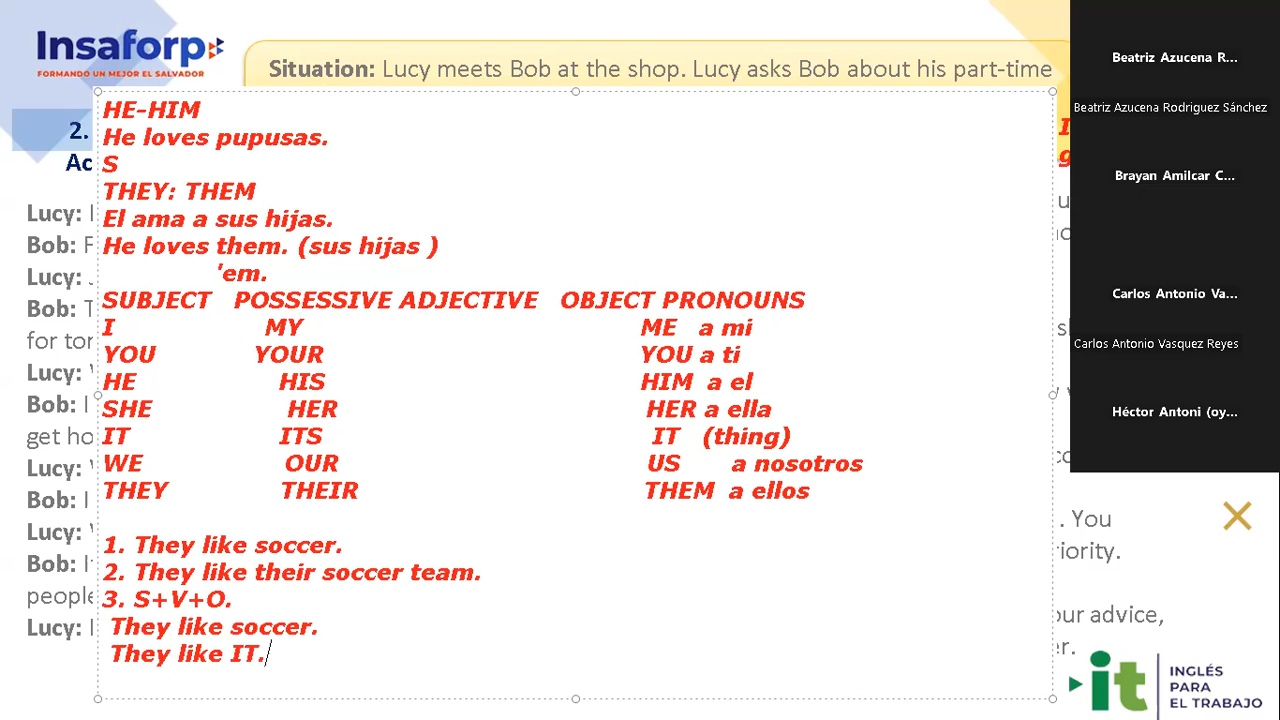 Insaforp
FORMANDO UN MEJOR EL SALVADOR
Situation: Lucy meets Bob at the shop. Lucy asks Bob about his part-time
2.
Ac
HE-HIM
He loves pupusas.
S
THEY: THEM
El ama a sus hijas.
He loves them. (sus hijas )
'em.
SUBJECT POSSESSIVE ADJECTIVE OBJECT PRONOUNS
I MY ME a mi
YOU YOUR YOU a ti
HE HIS HIM a el
SHE HER HER a ella
IT ITS IT (thing)
WE OUR US a nosotros
THEY THEIR THEM a ellos
1. They like soccer.
2. They like their soccer team.
3. S+V+O.
They like soccer.
They like IT.
Lucy:
Bob: F
Lucy:
Bob: T
for tor
Lucy:
Bob:
get ho
Lucy:
Bob:
Lucy:
Bob:
people
Lucy:
. You
iority.
our advice,
er.
Beatriz Azucena R...
Beatriz Azucena Rodriguez Sánchez
Brayan Amilcar C...
Carlos Antonio Va...
Carlos Antonio Vasquez Reyes
Héctor Antoni (oy...
it
INGLÉS
PARA
EL TRABAJO